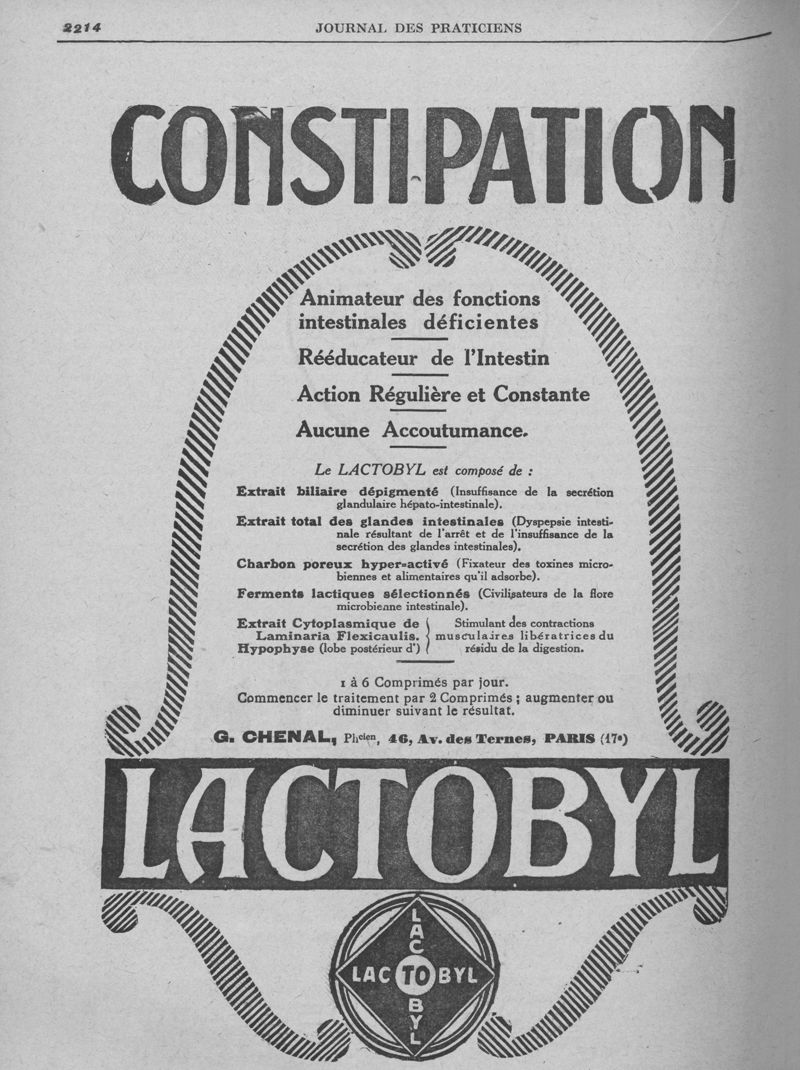 2214
JOURNAL DES PRATICIENS
CONSTIPATION
Animateur des fonctions
intestinales déficientes
Rééducateur de l'Intestin
Action Régulière et Constante
Aucune Accoutumance.
Le LACTOBYL est composé de :
Extrait biliaire dépigmenté (Insuffisance de la secrétion
glandulaire hépato-intestinale).
Extrait total des glandes intestinales (Dyspepsie intesti-
nale résultant de l'arrêt et de l'insuffisance de la
secrétion des glandes intestinales).
Charbon poreux hyper-activé (Fixateur des toxines micro-
biennes et alimentaires qu'il adsorbe).
Ferments lactiques sélectionnés (Civilisateurs de la flore
microbienne intestinale).
Extrait Cytoplasmique de
Laminaria Flexicaulis.
Hypophyse (lobe postérieur d')
Stimulant des contractions
musculaires libératrices du
résidu de la digestion.
1 à 6 Comprimés par jour.
Commencer le traitement par 2 Comprimés ; augmenter ou
diminuer suivant le résultat.
G. CHENAL, Phcien, 46, Av. des Ternes, PARIS (17e)
LACTOBYL
LACTOBYL
LACTOBYL